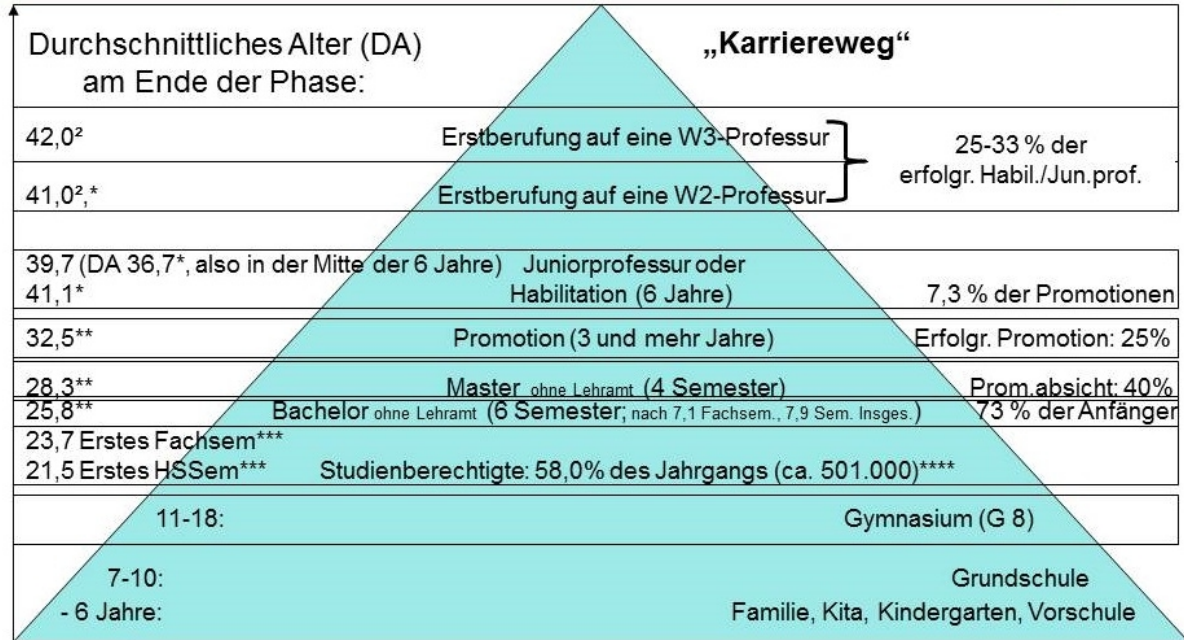 Durchschnittliches Alter (DA)
am Ende der Phase:
„Karriereweg“
42,0² Erstberufung auf eine W3-Professur
41,0²,* Erstberufung auf eine W2-Professur
25-33 % der
erfolgr. Habil./Jun.prof.
39,7 (DA 36,7*, also in der Mitte der 6 Jahre) Juniorprofessur oder
41,1* Habilitation (6 Jahre) 7,3 % der Promotionen
32,5** Promotion (3 und mehr Jahre) Erfolgr. Promotion: 25%
28,3** Master ohne Lehramt (4 Semester) Prom.absicht: 40%
25,8** Bachelor ohne Lehramt (6 Semester; nach 7,1 Fachsem., 7,9 Sem. Insges.) 73 % der Anfänger
23,7 Erstes Fachsem***
21,5 Erstes HSSem*** Studienberechtigte: 58,0% des Jahrgangs (ca. 501.000)****
11-18: Gymnasium (G 8)
7-10: Grundschule
- 6 Jahre: Familie, Kita, Kindergarten, Vorschule